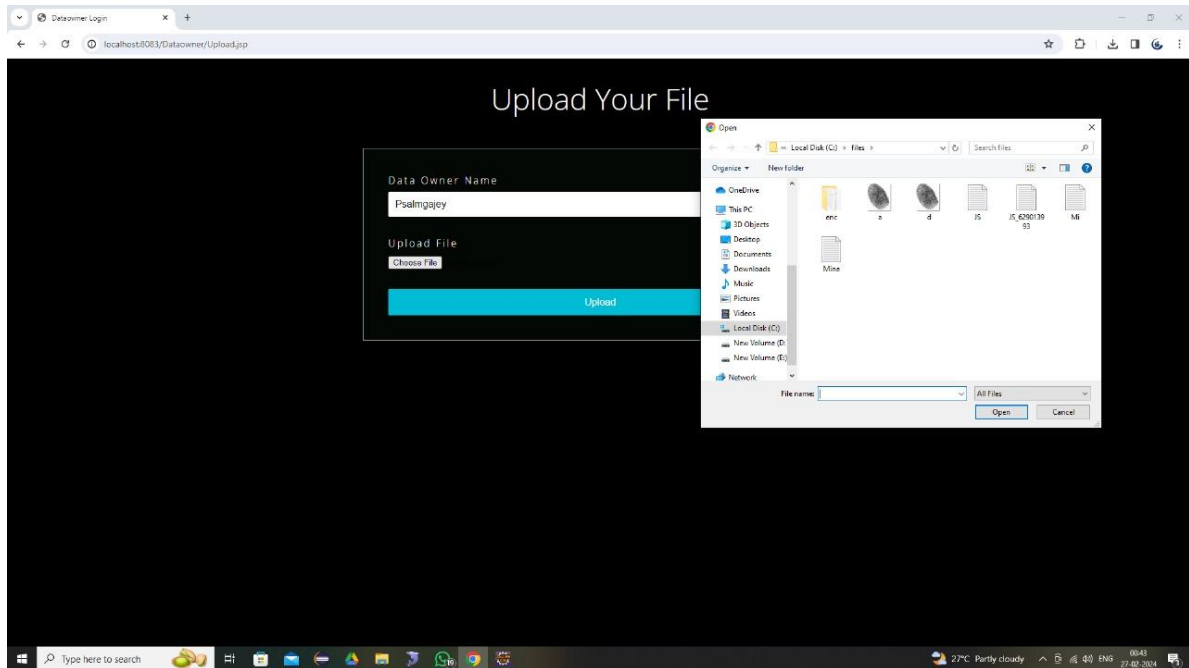 Dataowner Login
localhost:8083/Dataowner/Upload.jsp
Upload Your File
Data Owner Name
Psalmgajey
Upload File
Choose File
Upload
Open
Local Disk (C:) files
Search files
Organize
New folder
OneDrive
This PC
3D Objects
Desktop
Documents
Downloads
Music
Pictures
Videos
Local Disk (C:)
New Volume (D:
New Volume (E:)
Network
enc
a
d
JS
JS_6290139
93
Mi
Mine
File name:
All Files
Open
Cancel
Type here to search
27°C Partly cloudy
ENG
00:43
27-02-2024